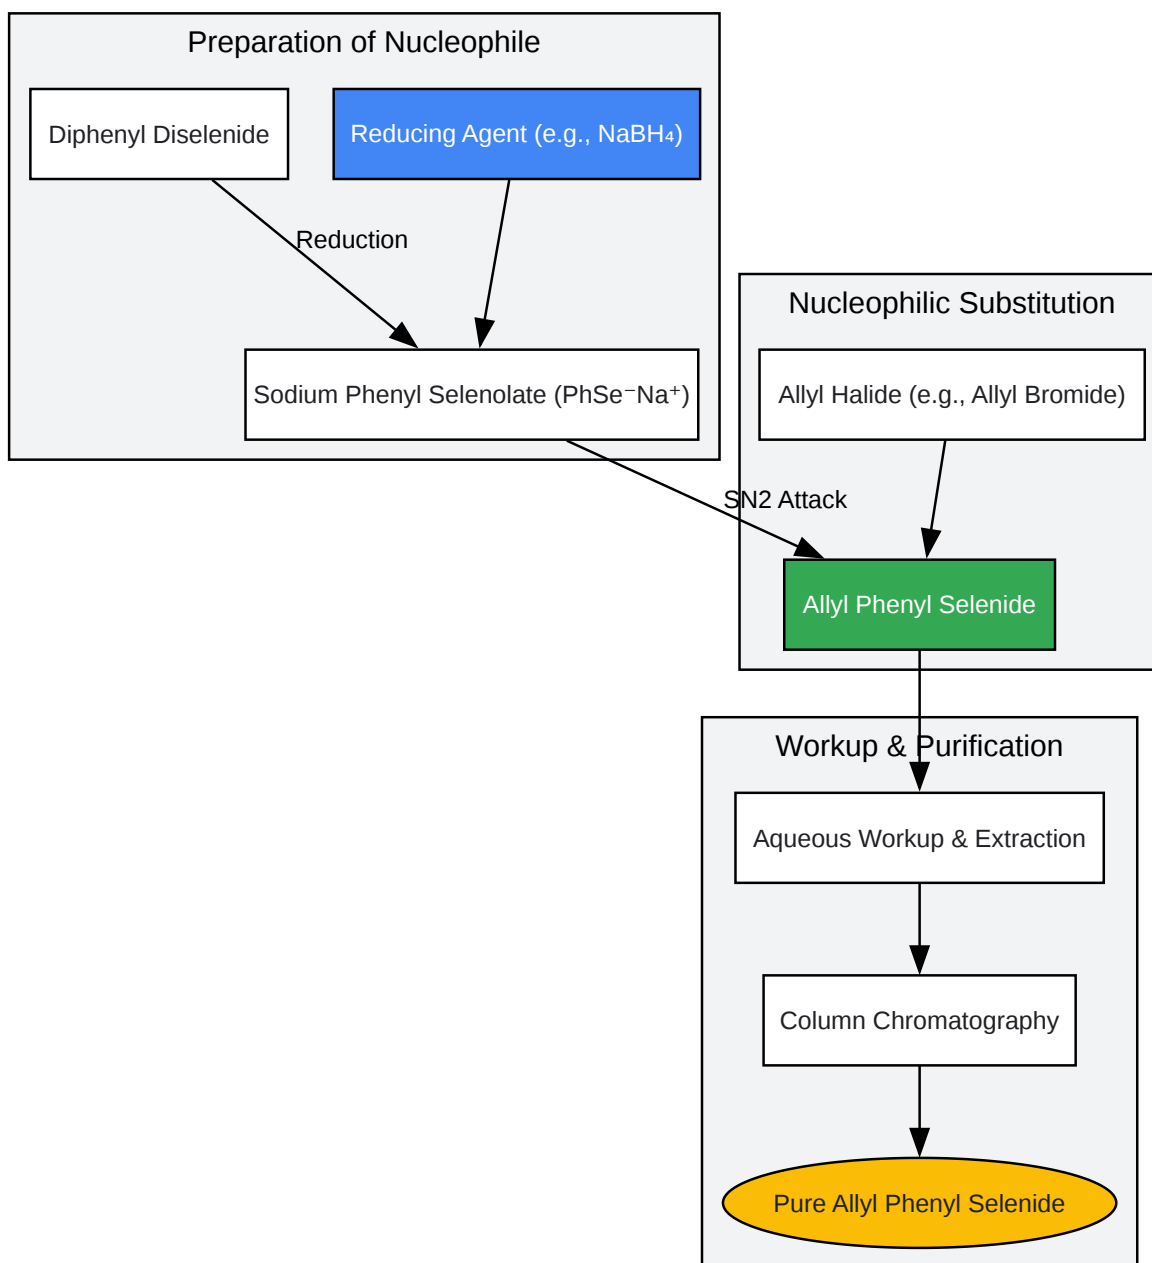 Preparation of Nucleophile
Diphenyl Diselenide
Reducing Agent (e.g., NaBH₄)
Reduction
Sodium Phenyl Selenolate (PhSe⁻Na⁺)
Nucleophilic Substitution
Allyl Halide (e.g., Allyl Bromide)
SN2 Attack
Allyl Phenyl Selenide
Workup & Purification
Aqueous Workup & Extraction
Column Chromatography
Pure Allyl Phenyl Selenide